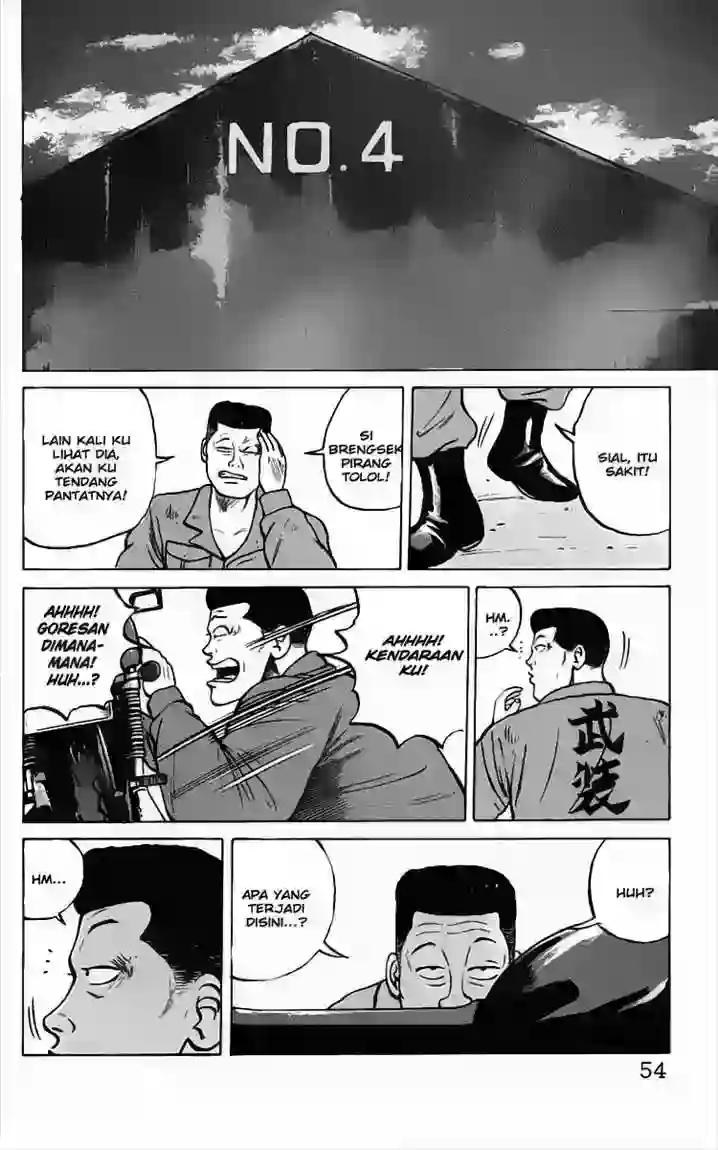 NO. 4
SIAL, ITU
SAKIT!
SI
BRENGSEK
PIRANG
TOLOL!
LAIN KALI KU
LIHAT DIA,
AKAN KU
TENDANG
PANTATNYA!
HM.
. .?
武装
AHHHH!
KENDARAAN
KU!
AHHHH!
GORESAN
DIMANA-
MANA!
HUH...?
HUH?
APA YANG
TERJADI
DISINI...?
HM...
54